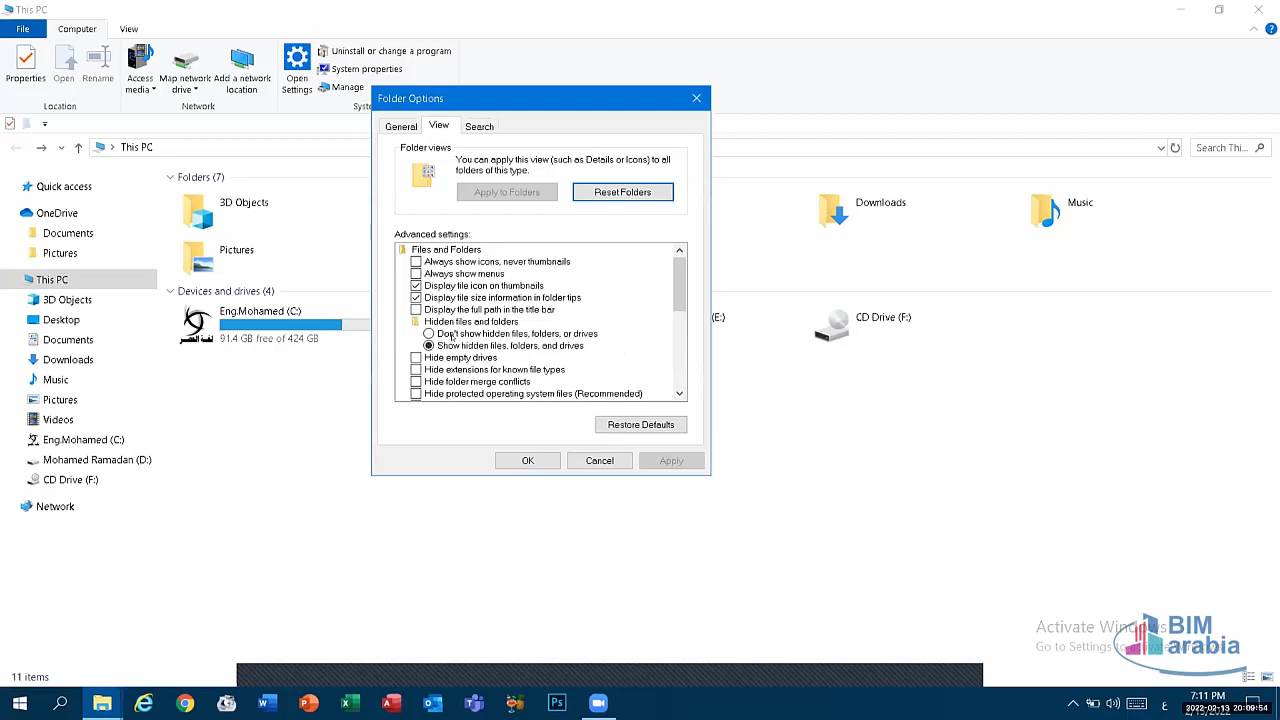 This PC
File
Computer
View
Properties
Open
Rename
Location
Access media
Map network drive
Add a network location
Network
Open Settings
Uninstall or change a program
System properties
Manage
This PC
Search Thi...
Quick access
OneDrive
Documents
Pictures
This PC
3D Objects
Desktop
Documents
Downloads
Music
Pictures
Videos
Eng.Mohamed (C:)
Mohamed Ramadan (D:)
CD Drive (F:)
Network
Folders (7)
3D Objects
Pictures
Downloads
Music
Devices and drives (4)
Eng.Mohamed (C:)
91.4 GB free of 424 GB
(E:)
CD Drive (F:)
Folder Options
General
View
Search
Folder views
You can apply this view (such as Details or Icons) to all
folders of this type.
Apply to Folders
Reset Folders
Advanced settings:
Files and Folders
Always show icons, never thumbnails
Always show menus
Display file icon on thumbnails
Display file size information in folder tips
Display the full path in the title bar
Hidden files and folders
Don't show hidden files, folders, or drives
Show hidden files, folders, and drives
Hide empty drives
Hide extensions for known file types
Hide folder merge conflicts
Hide protected operating system files (Recommended)
Restore Defaults
OK
Cancel
Apply
Activate Windows
Go to Settings to activate
BIM
arabia
11 items
7:11 PM
2022-02-13 20:09:54